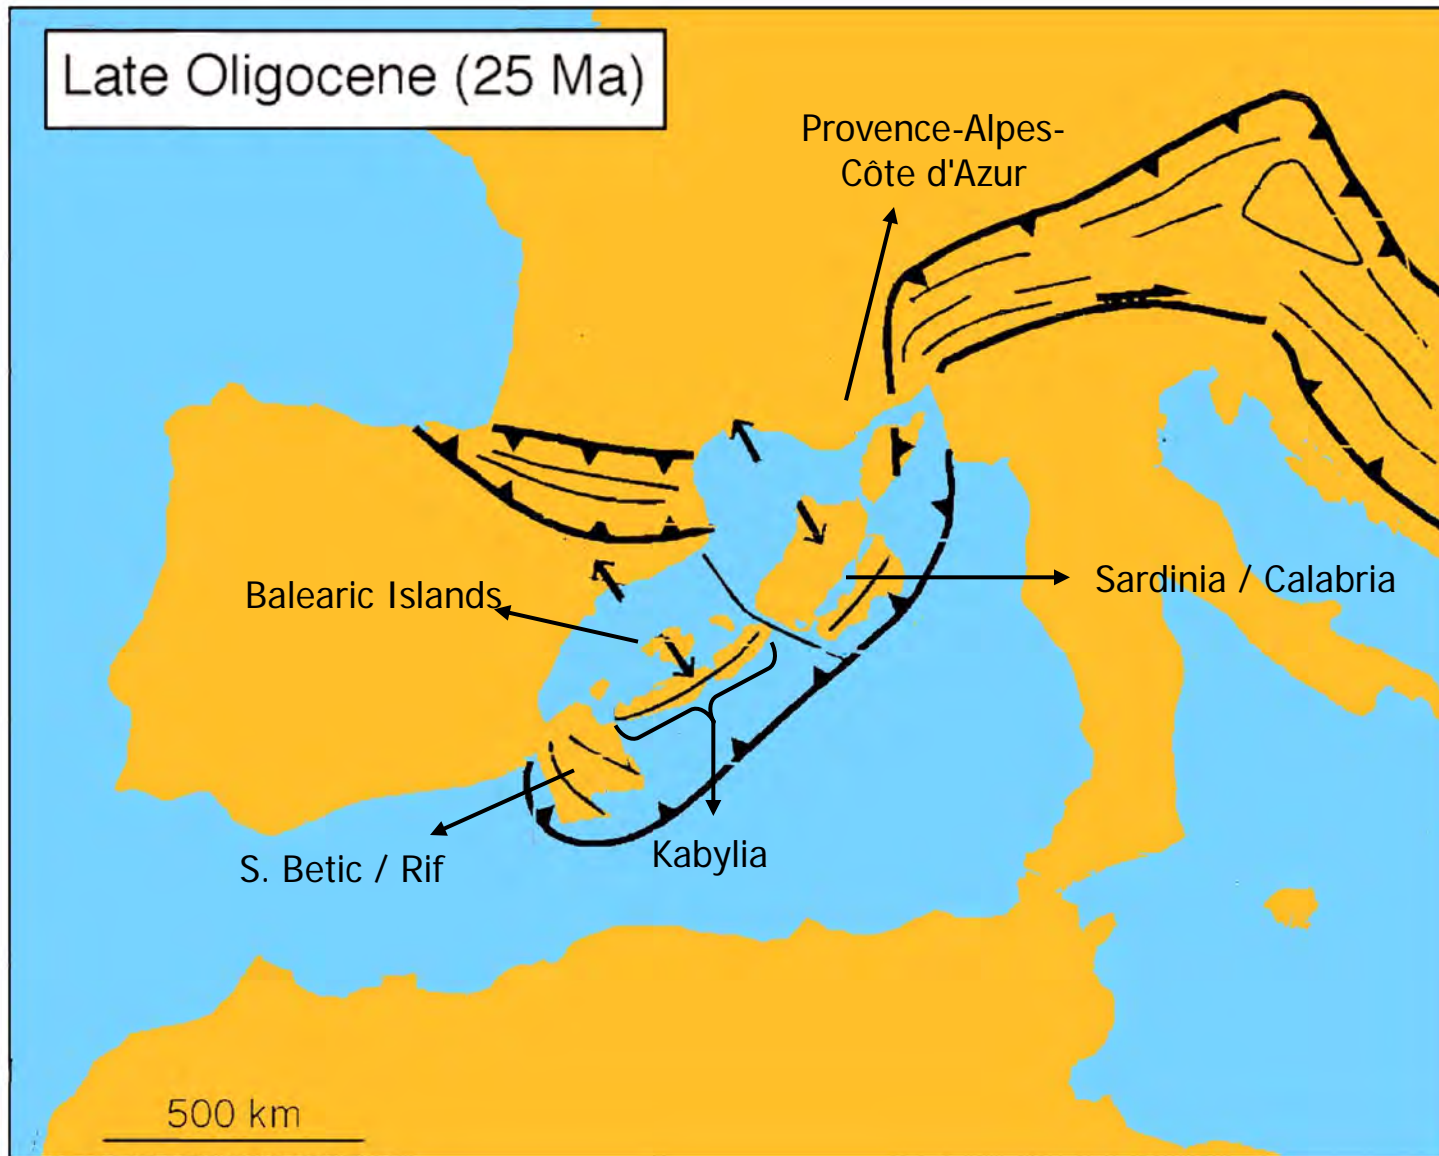 Late Oligocene (25 Ma)
Provence-Alpes-
Côte d'Azur
Balearic Islands
Sardinia / Calabria
S. Betic / Rif
Kabylia
500 km